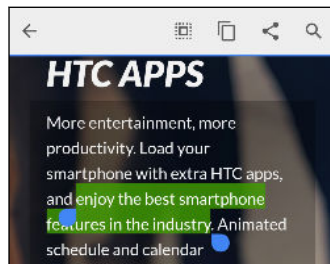 HTC APPS
More entertainment, more
productivity. Load your
smartphone with extra HTC apps,
and enjoy the best smartphone
features in the industry. Animated
schedule and calendar